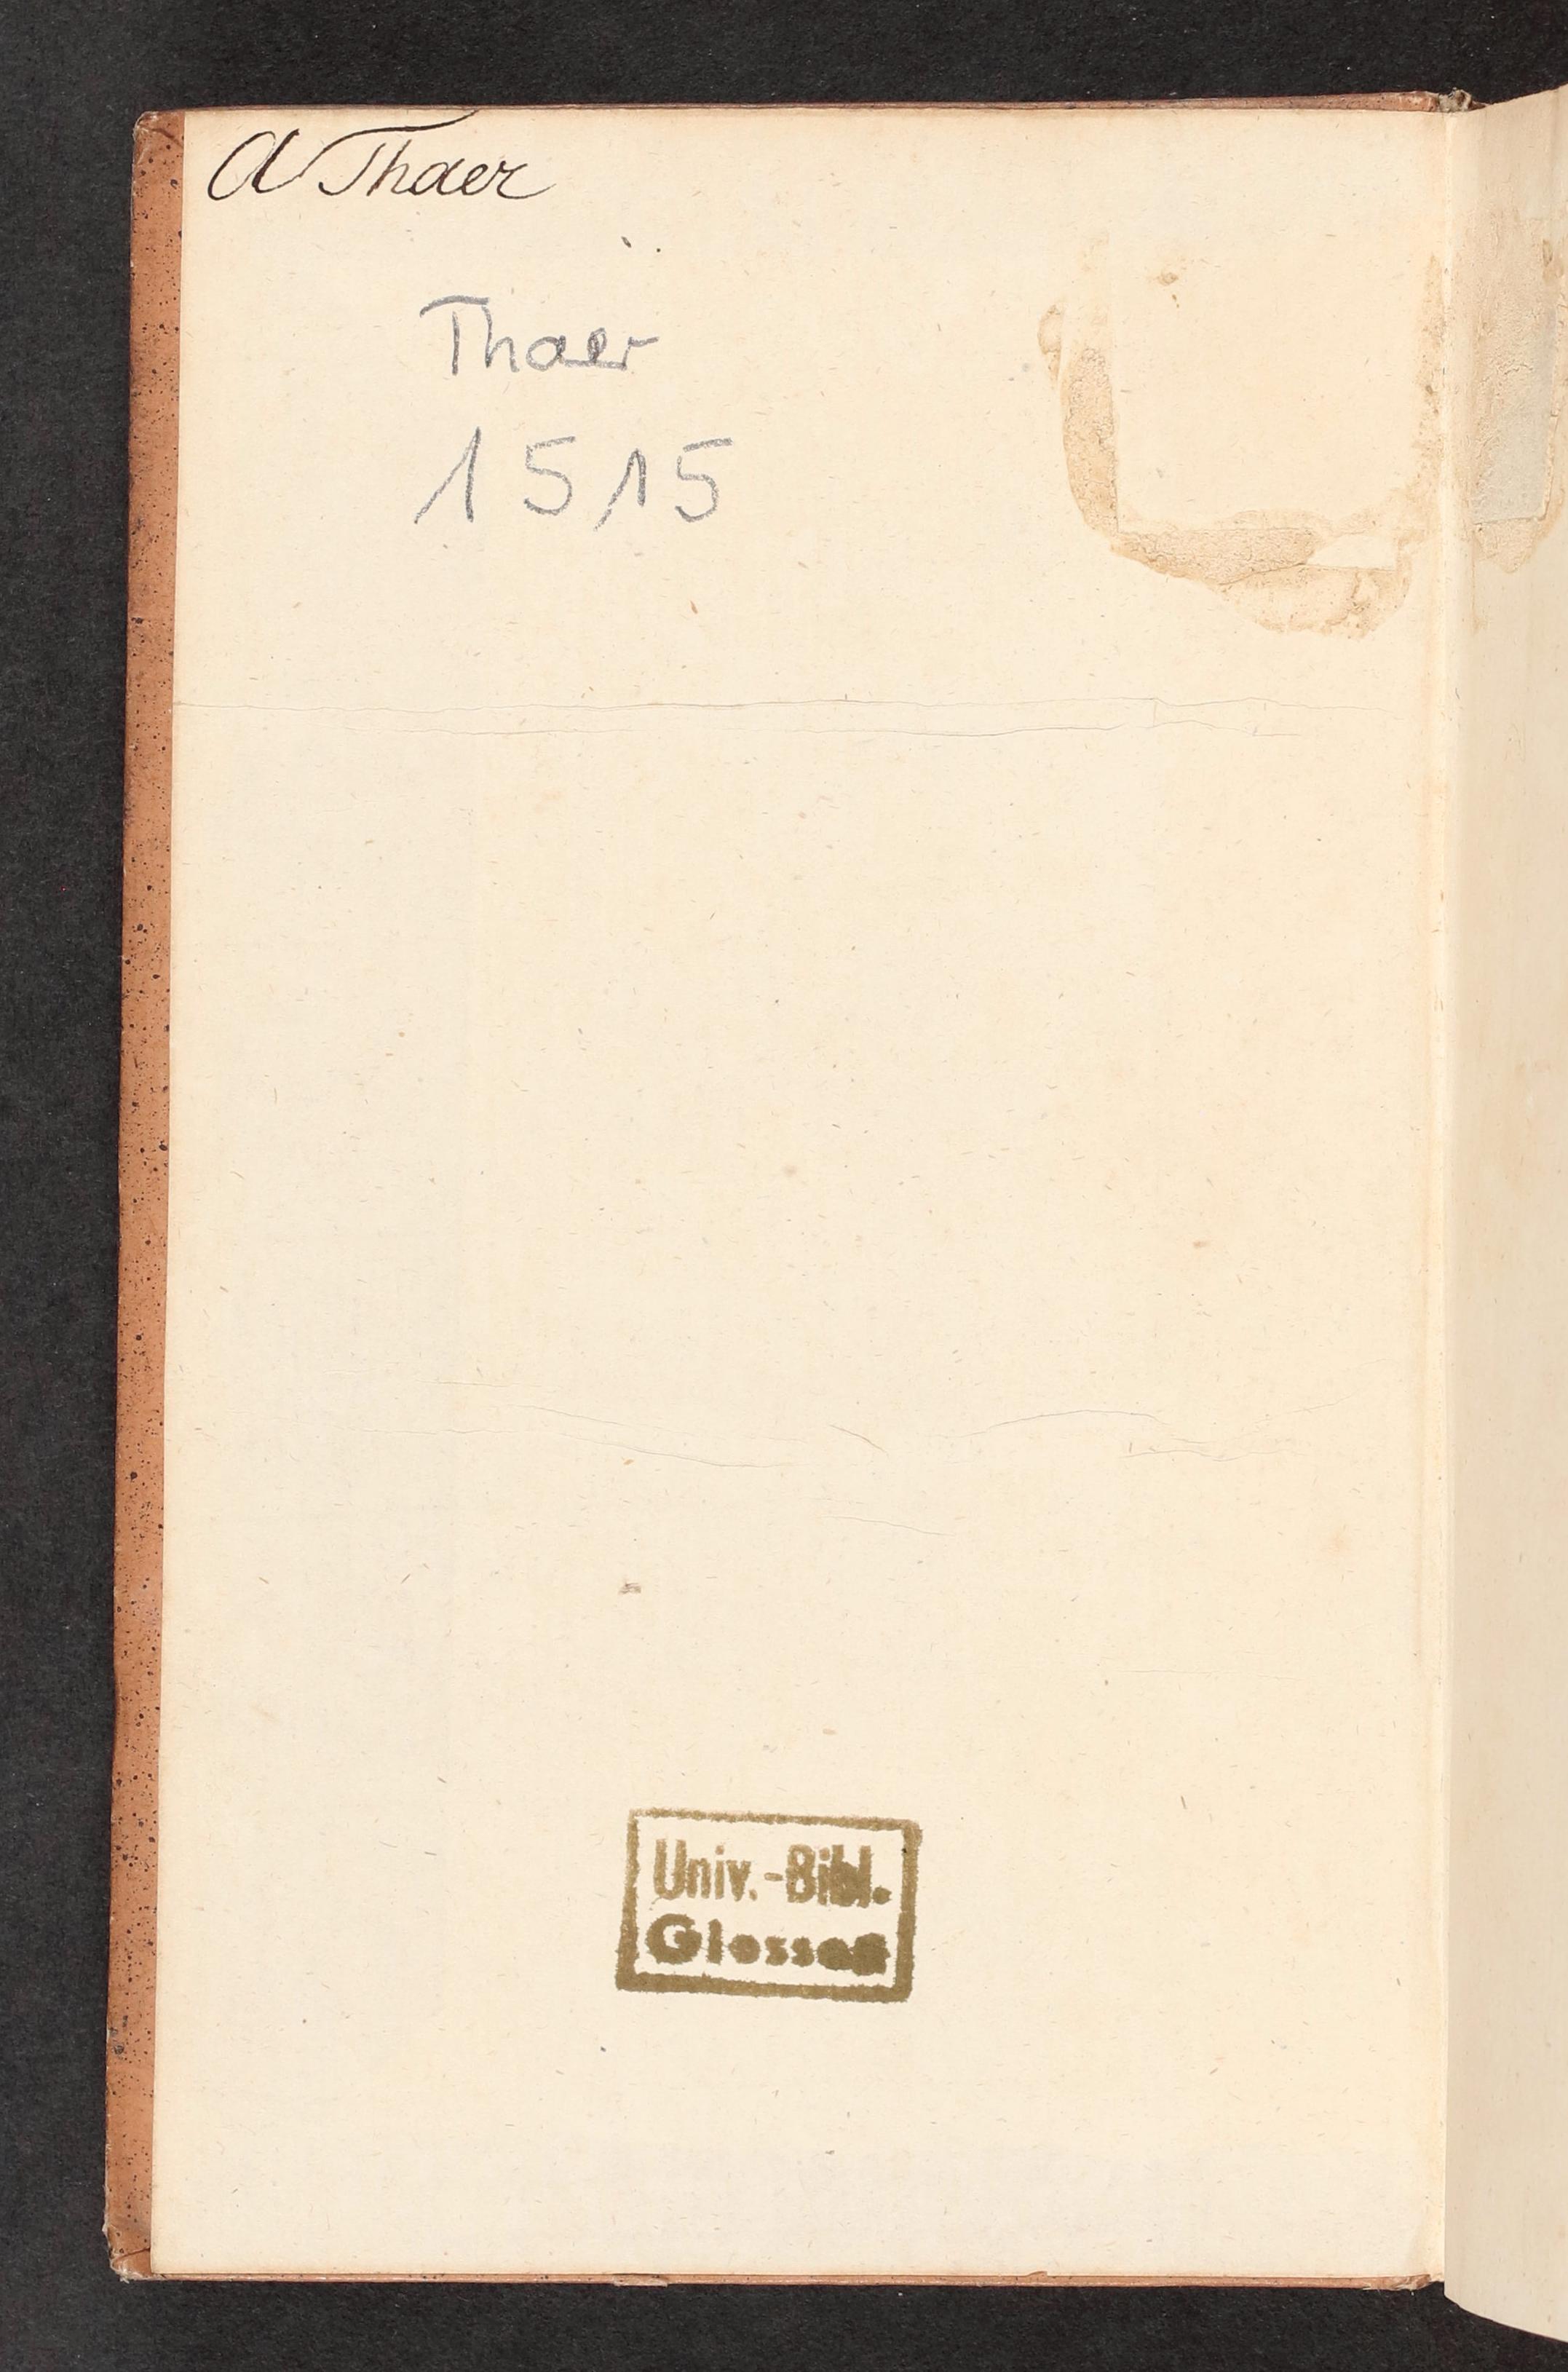 A Thaer
Thaer
1515
Univ.-Bibl.
Giessen